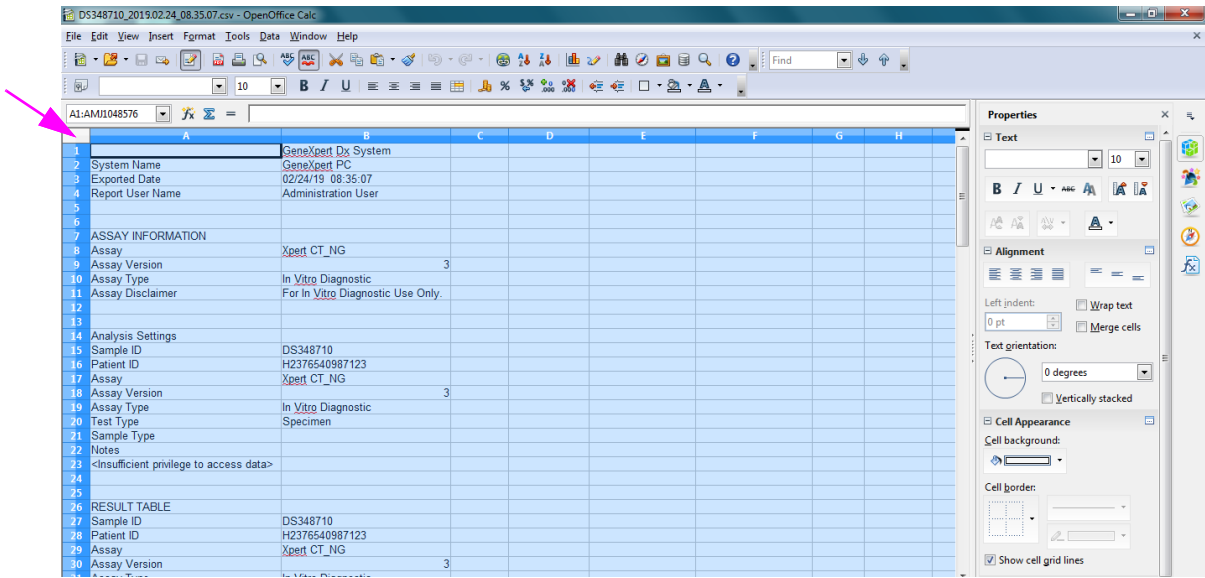 DS348710_2019.02.24_08.35.07.csv - OpenOffice Calc
File Edit View Insert Format Tools Data Window Help
Find
10
A1:AMJ1048576
A B C D E F G H
1 GeneXpert Dx System
2 System Name GeneXpert PC
3 Exported Date 02/24/19 08:35:07
4 Report User Name Administration User
5
6
7 ASSAY INFORMATION
8 Assay Xpert CT_NG
9 Assay Version 3
10 Assay Type In Vitro Diagnostic
11 Assay Disclaimer For In Vitro Diagnostic Use Only.
12
13
14 Analysis Settings
15 Sample ID DS348710
16 Patient ID H2376540987123
17 Assay Xpert CT_NG
18 Assay Version 3
19 Assay Type In Vitro Diagnostic
20 Test Type Specimen
21 Sample Type
22 Notes
23 <Insufficient privilege to access data>
24
25
26 RESULT TABLE
27 Sample ID DS348710
28 Patient ID H2376540987123
29 Assay Xpert CT_NG
30 Assay Version 3
31 Assay Type In Vitro Diagnostic
Properties
Text
10
Alignment
Left indent:
Wrap text
0 pt
Merge cells
Text orientation:
0 degrees
Vertically stacked
Cell Appearance
Cell background:
Cell border:
Show cell grid lines